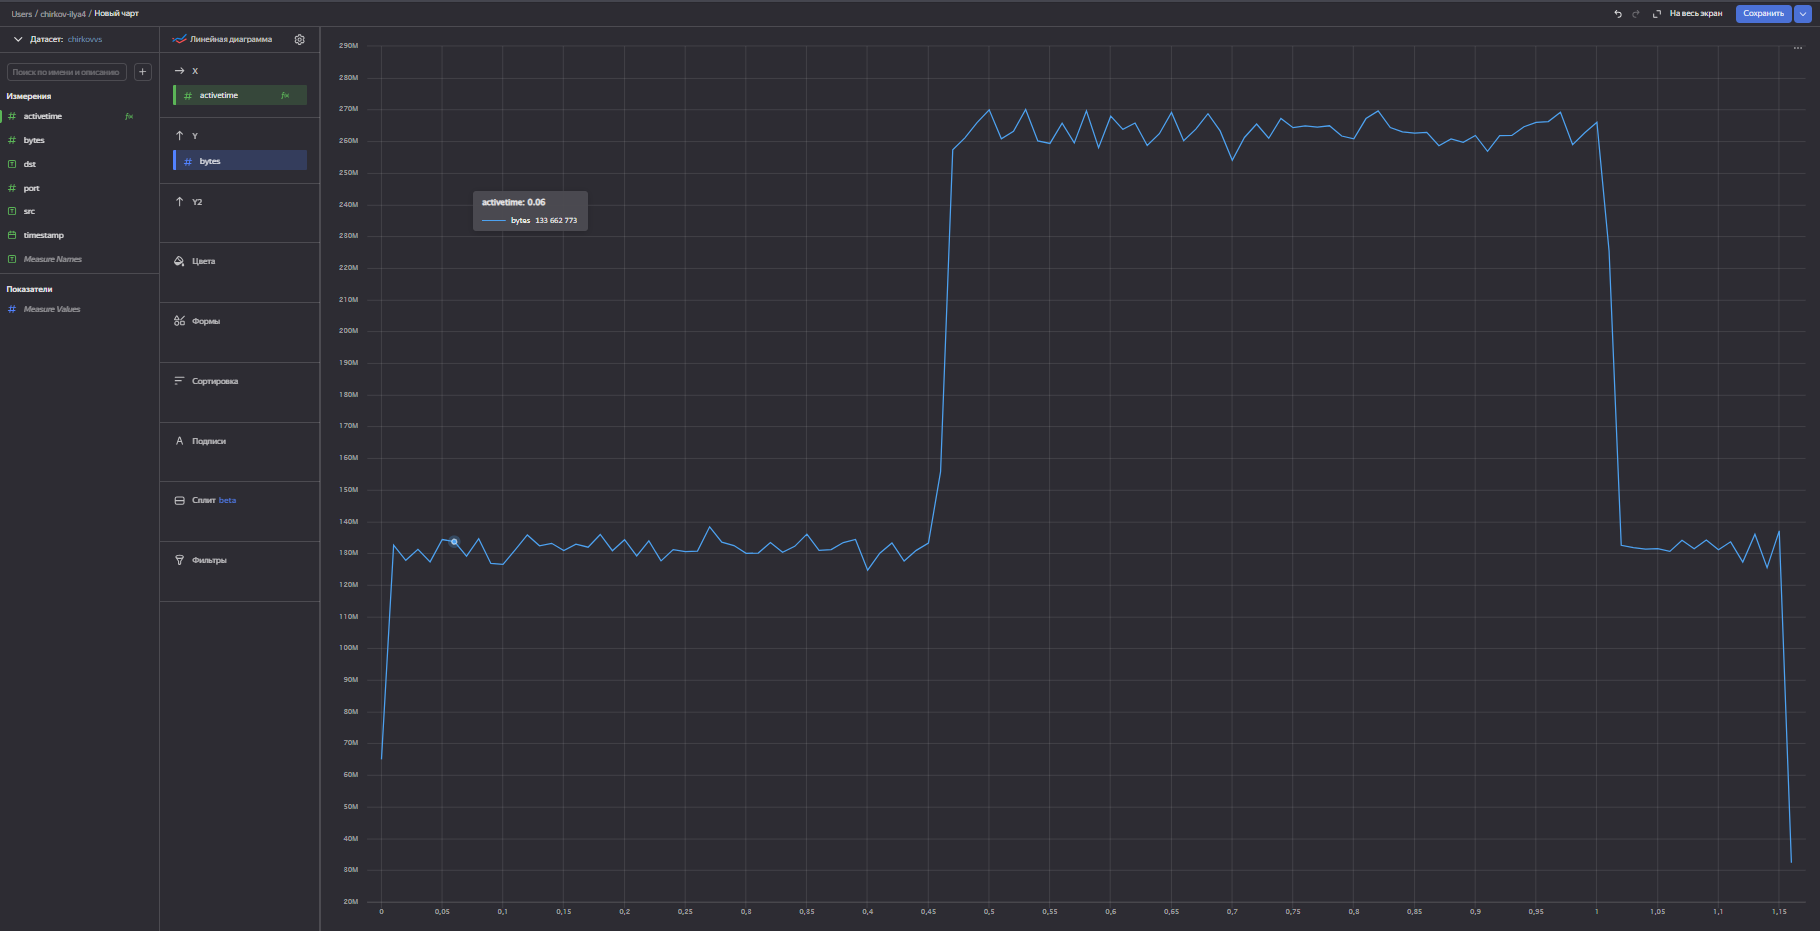 Users / chirkov-ilya4 / Новый чарт
На весь экран
Сохранить
Датасет: chirkovvs
Поиск по имени и описанию
Измерения
activetime
bytes
dst
port
src
timestamp
Measure Names
Показатели
Measure Values
Линейная диаграмма
X
activetime
Y
bytes
Y2
Цвета
Формы
Сортировка
Подписи
Сплит beta
Фильтры
290M
280M
270M
260M
250M
240M
230M
220M
210M
200M
190M
180M
170M
160M
150M
140M
130M
120M
110M
100M
90M
80M
70M
60M
50M
40M
30M
20M
activetime: 0.06
bytes 133 662 773
0 0,05 0,1 0,15 0,2 0,25 0,3 0,35 0,4 0,45 0,5 0,55 0,6 0,65 0,7 0,75 0,8 0,85 0,9 0,95 1 1,05 1,1 1,15